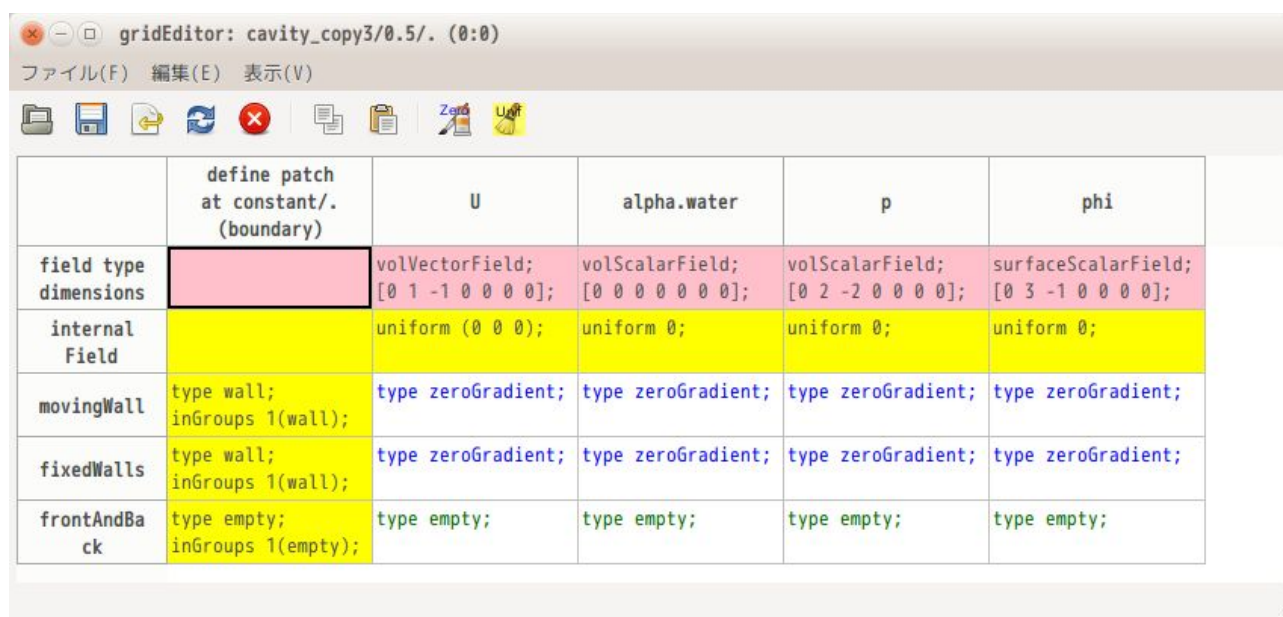 gridEditor: cavity_copy3/0.5/. (0:0)
ファイル(F) 編集(E) 表示(V)
Zero
Unif
define patch
at constant/.
(boundary)
U
alpha.water
p
phi
field type
dimensions
volVectorField;
[0 1 -1 0 0 0 0];
volScalarField;
[0 0 0 0 0 0 0];
volScalarField;
[0 2 -2 0 0 0 0];
surfaceScalarField;
[0 3 -1 0 0 0 0];
internal
Field
uniform (0 0 0);
uniform 0;
uniform 0;
uniform 0;
movingWall
type wall;
inGroups 1(wall);
type zeroGradient;
type zeroGradient;
type zeroGradient;
type zeroGradient;
fixedWalls
type wall;
inGroups 1(wall);
type zeroGradient;
type zeroGradient;
type zeroGradient;
type zeroGradient;
frontAndBa
ck
type empty;
inGroups 1(empty);
type empty;
type empty;
type empty;
type empty;